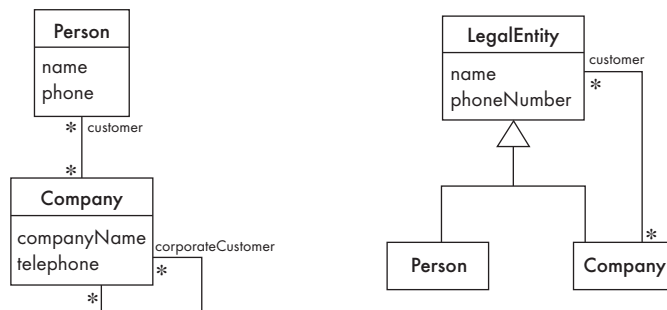 Person
name
phone
*
customer
*
Company
companyName
telephone
corporateCustomer
*
*
LegalEntity
name
phoneNumber
customer
*
*
Person
Company